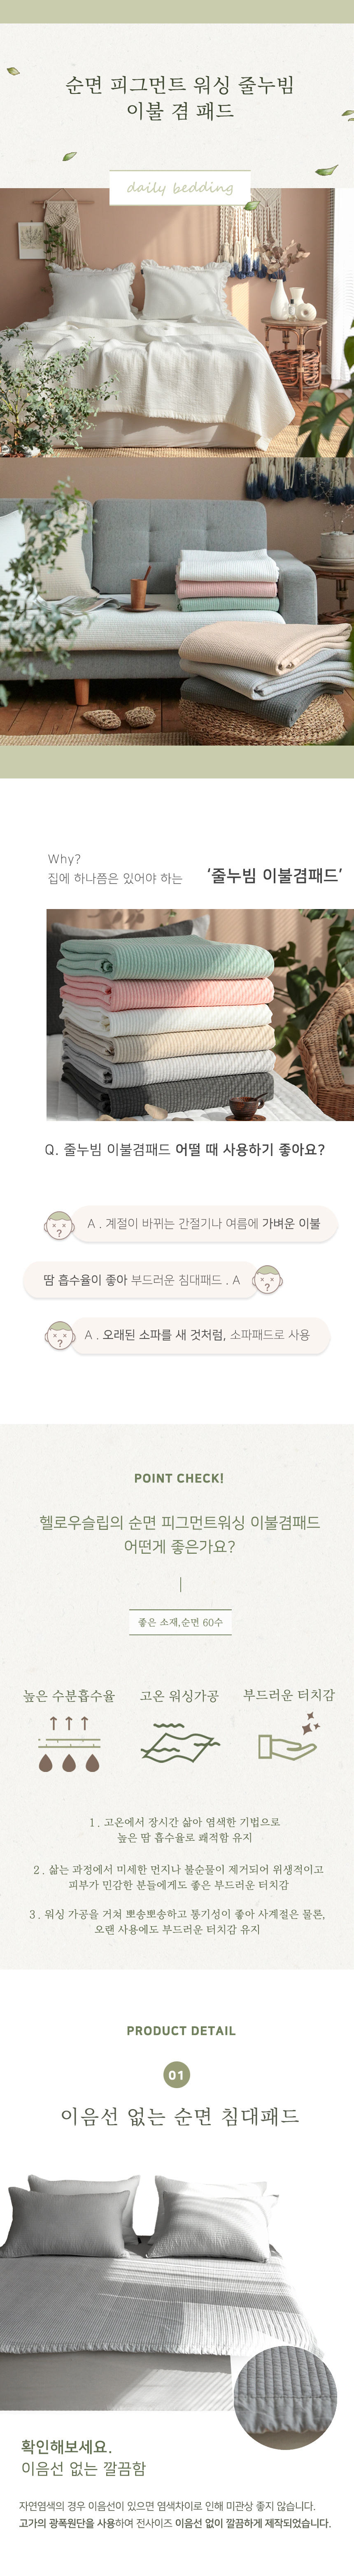 순면 피그먼트 워싱 줄누빔
이불 겸 패드
daily bedding
Why?
집에 하나쯤은 있어야 하는
‘줄누빔 이불겸패드’
Q. 줄누빔 이불겸패드 어떨 때 사용하기 좋아요?
A . 계절이 바뀌는 간절기나 여름에 가벼운 이불
땀 흡수율이 좋아 부드러운 침대패드 . A
A . 오래된 소파를 새 것처럼, 소파패드로 사용
POINT CHECK!
헬로우슬립의 순면 피그먼트워싱 이불겸패드
어떤게 좋은가요?
좋은 소재,순면 60수
높은 수분흡수율
고온 워싱가공
부드러운 터치감
1 . 고온에서 장시간 삶아 염색한 기법으로
높은 땀 흡수율로 쾌적함 유지
2 . 삶는 과정에서 미세한 먼지나 불순물이 제거되어 위생적이고
피부가 민감한 분들에게도 좋은 부드러운 터치감
3 . 워싱 가공을 거쳐 뽀송뽀송하고 통기성이 좋아 사계절은 물론,
오랜 사용에도 부드러운 터치감 유지
PRODUCT DETAIL
01
이음선 없는 순면 침대패드
확인해보세요.
이음선 없는 깔끔함
자연염색의 경우 이음선이 있으면 염색차이로 인해 미관상 좋지 않습니다.
고가의 광폭원단을 사용하여 전사이즈 이음선 없이 깔끔하게 제작되었습니다.